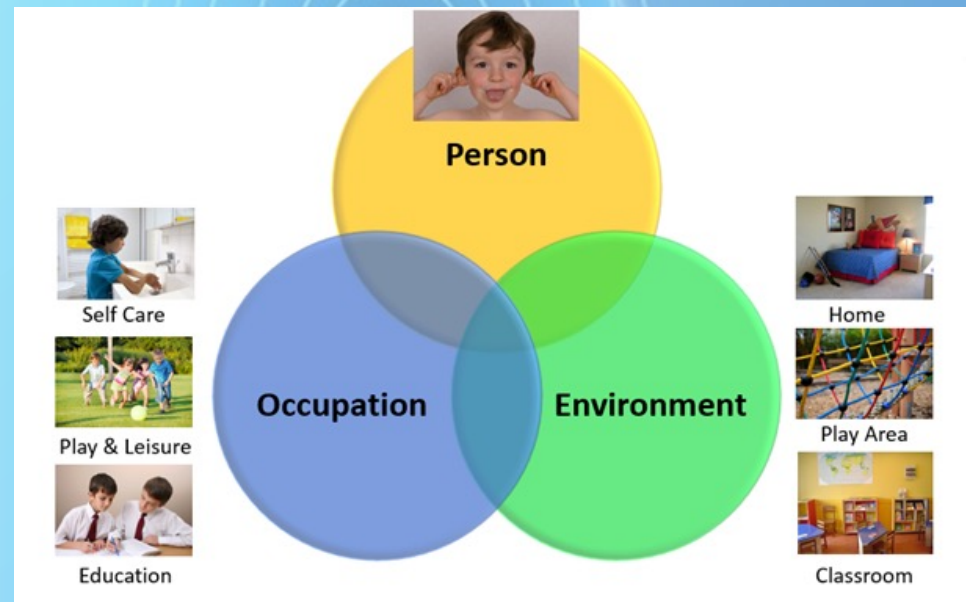 Person
Occupation
Environment
Self Care
Play & Leisure
Education
Home
Play Area
Classroom